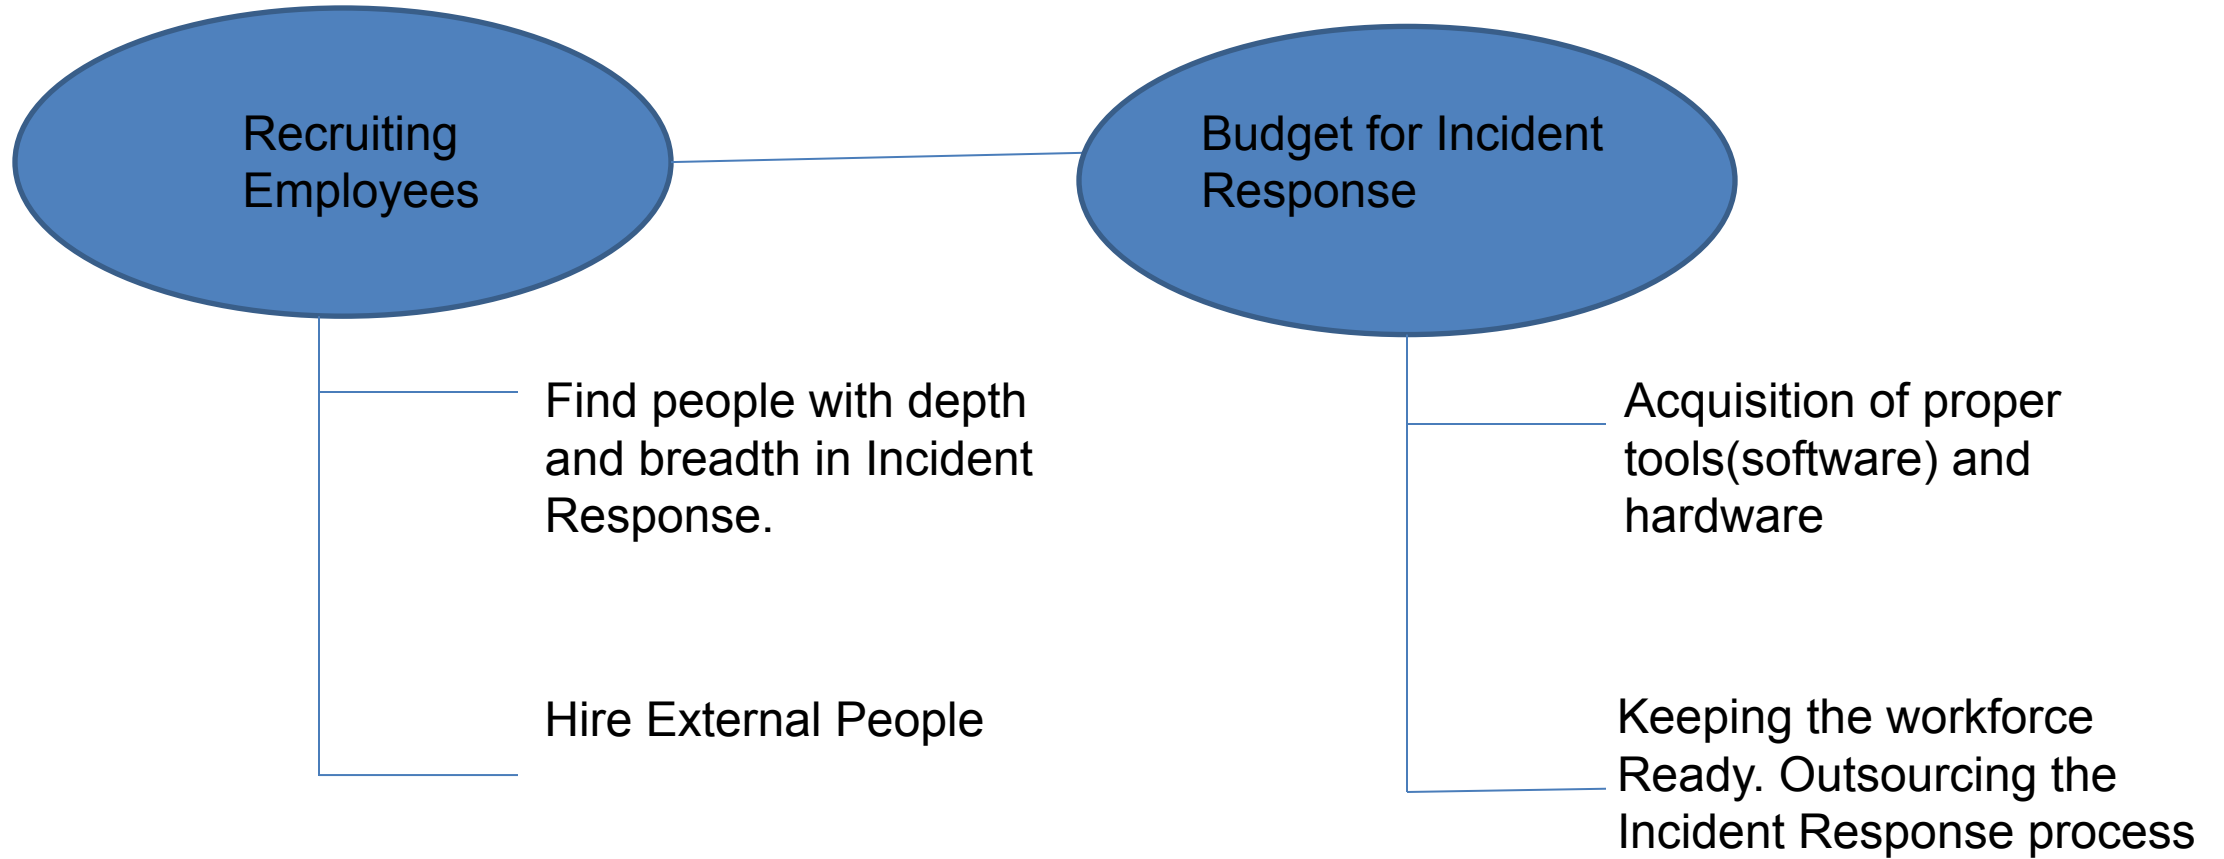 Recruiting
Employees
Budget for Incident
Response
Find people with depth
and breadth in Incident
Response.
Hire External People
Acquisition of proper
tools(software) and
hardware
Keeping the workforce
Ready. Outsourcing the
Incident Response process